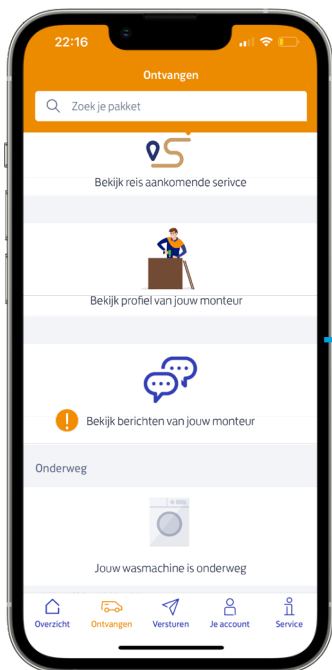 22:16
Ontvangen
Zoek je pakket
Bekijk reis aankomende serivce
Bekijk profiel van jouw monteur
Bekijk berichten van jouw monteur
Onderweg
Jouw wasmachine is onderweg
Overzicht Ontvangen Versturen Je account Service